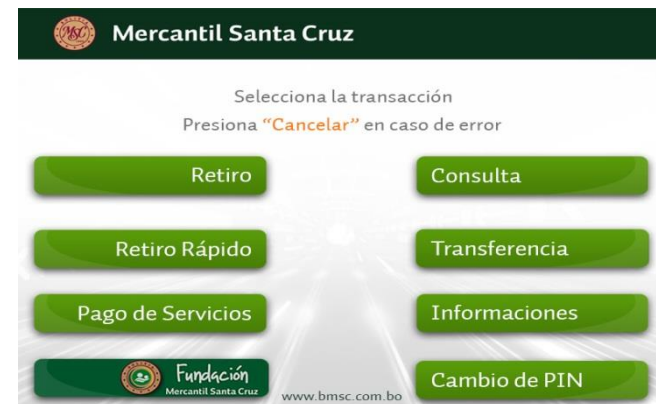 MSC
Mercantil Santa Cruz
Selecciona la transacción
Presiona “Cancelar” en caso de error
Retiro
Consulta
Retiro Rápido
Transferencia
Pago de Servicios
Informaciones
Fundación
Mercantil Santa Cruz
www.bmsc.com.bo
Cambio de PIN